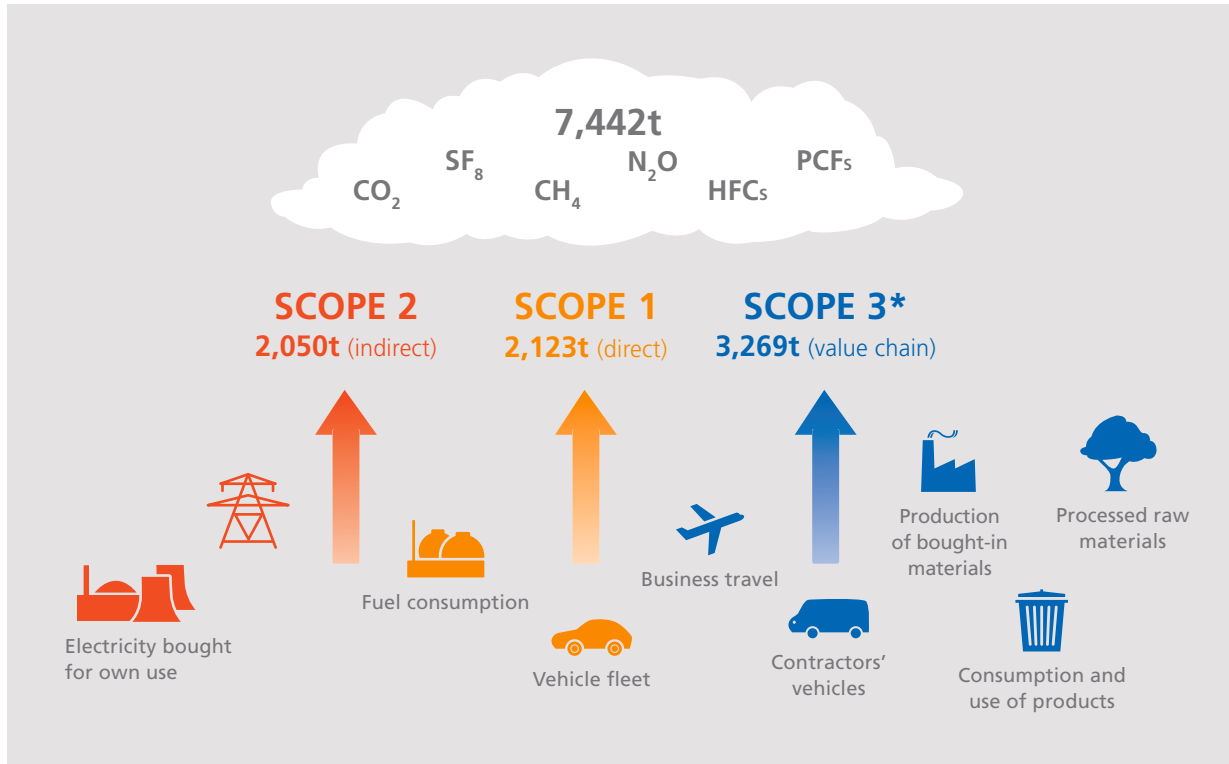 7,442t
CO₂
SF₈
CH₄
N₂O
HFCs
PCFs
SCOPE 2
2,050t (indirect)
SCOPE 1
2,123t (direct)
SCOPE 3*
3,269t (value chain)
Electricity bought
for own use
Fuel consumption
Vehicle fleet
Business travel
Contractors'
vehicles
Production
of bought-in
materials
Processed raw
materials
Consumption and
use of products